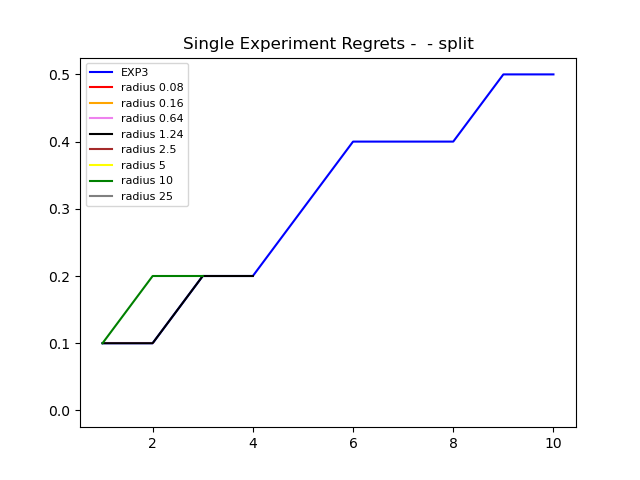 Single Experiment Regrets -  - split
EXP3
radius 0.08
radius 0.16
radius 0.64
radius 1.24
radius 2.5
radius 5
radius 10
radius 25
0.5
0.4
0.3
0.2
0.1
0.0
2 4 6 8 10